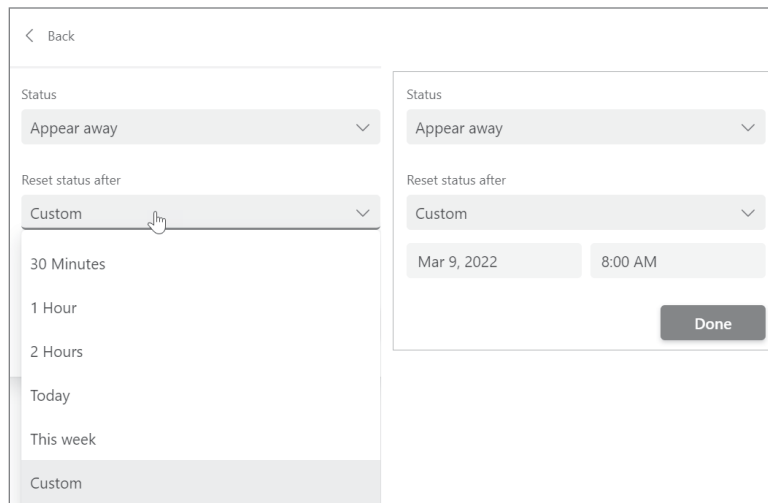 Back
Status
Appear away
Reset status after
Custom
30 Minutes
1 Hour
2 Hours
Today
This week
Custom
Status
Appear away
Reset status after
Custom
Mar 9, 2022 8:00 AM
Done